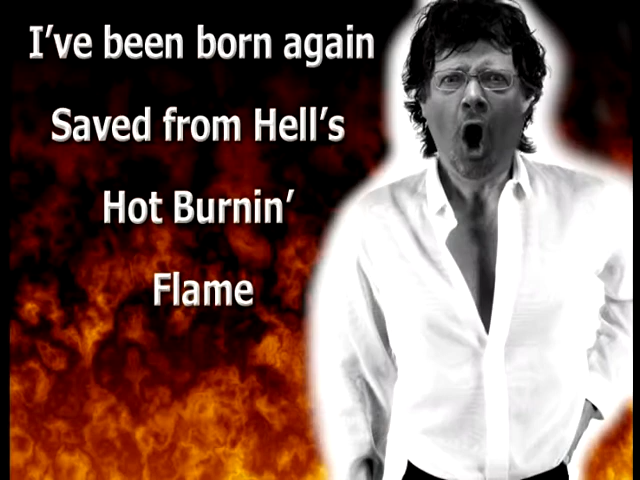 I've been born again
Saved from Hell's
Hot Burnin'
Flame